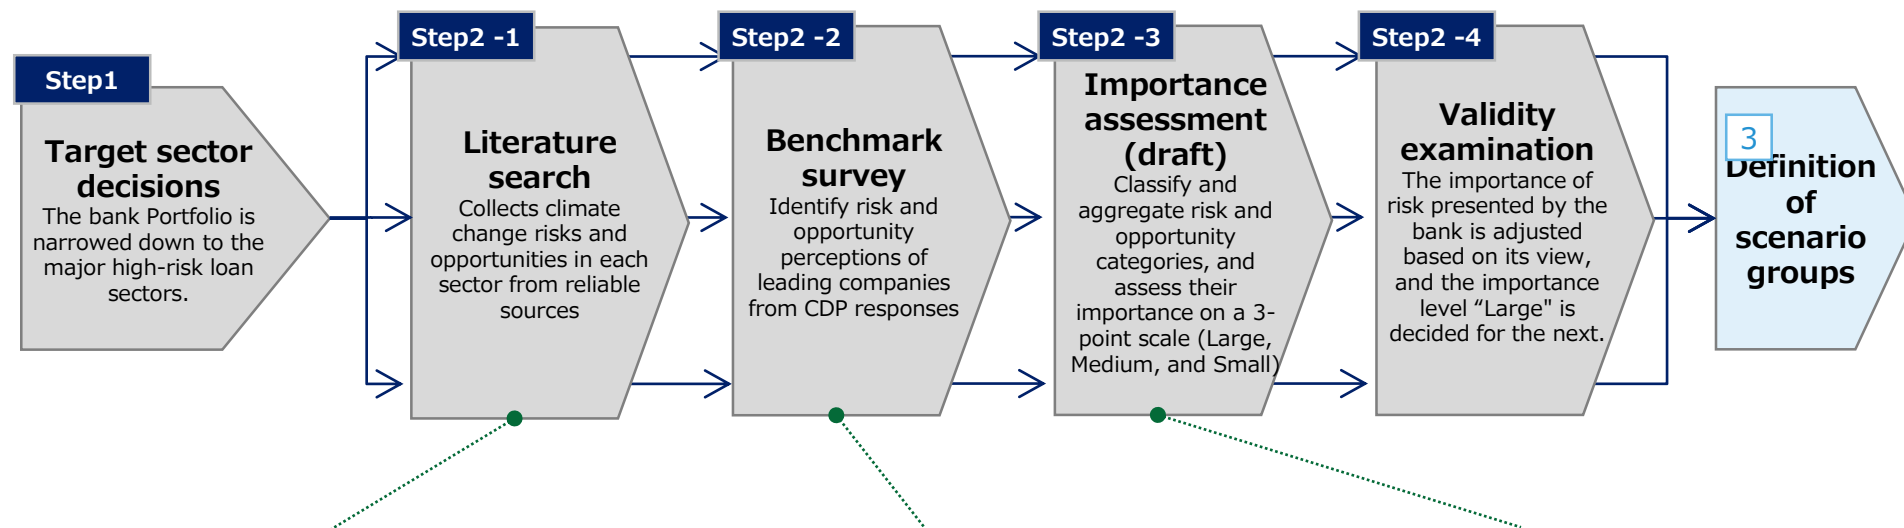 Step1
Target sector
decisions
The bank Portfolio is
narrowed down to the
major high-risk loan
sectors.
Step2 -1
Literature
search
Collects climate
change risks and
opportunities in each
sector from reliable
sources
Step2 -2
Benchmark
survey
Identify risk and
opportunity
perceptions of
leading companies
from CDP responses
Step2 -3
Importance
assessment
(draft)
Classify and
aggregate risk and
opportunity
categories, and
assess their
importance on a 3-
point scale (Large,
Medium, and Small)
Step2 -4
Validity
examination
The importance of
risk presented by the
bank is adjusted
based on its view,
and the importance
level “Large" is
decided for the next.
3
Definition
of
scenario
groups